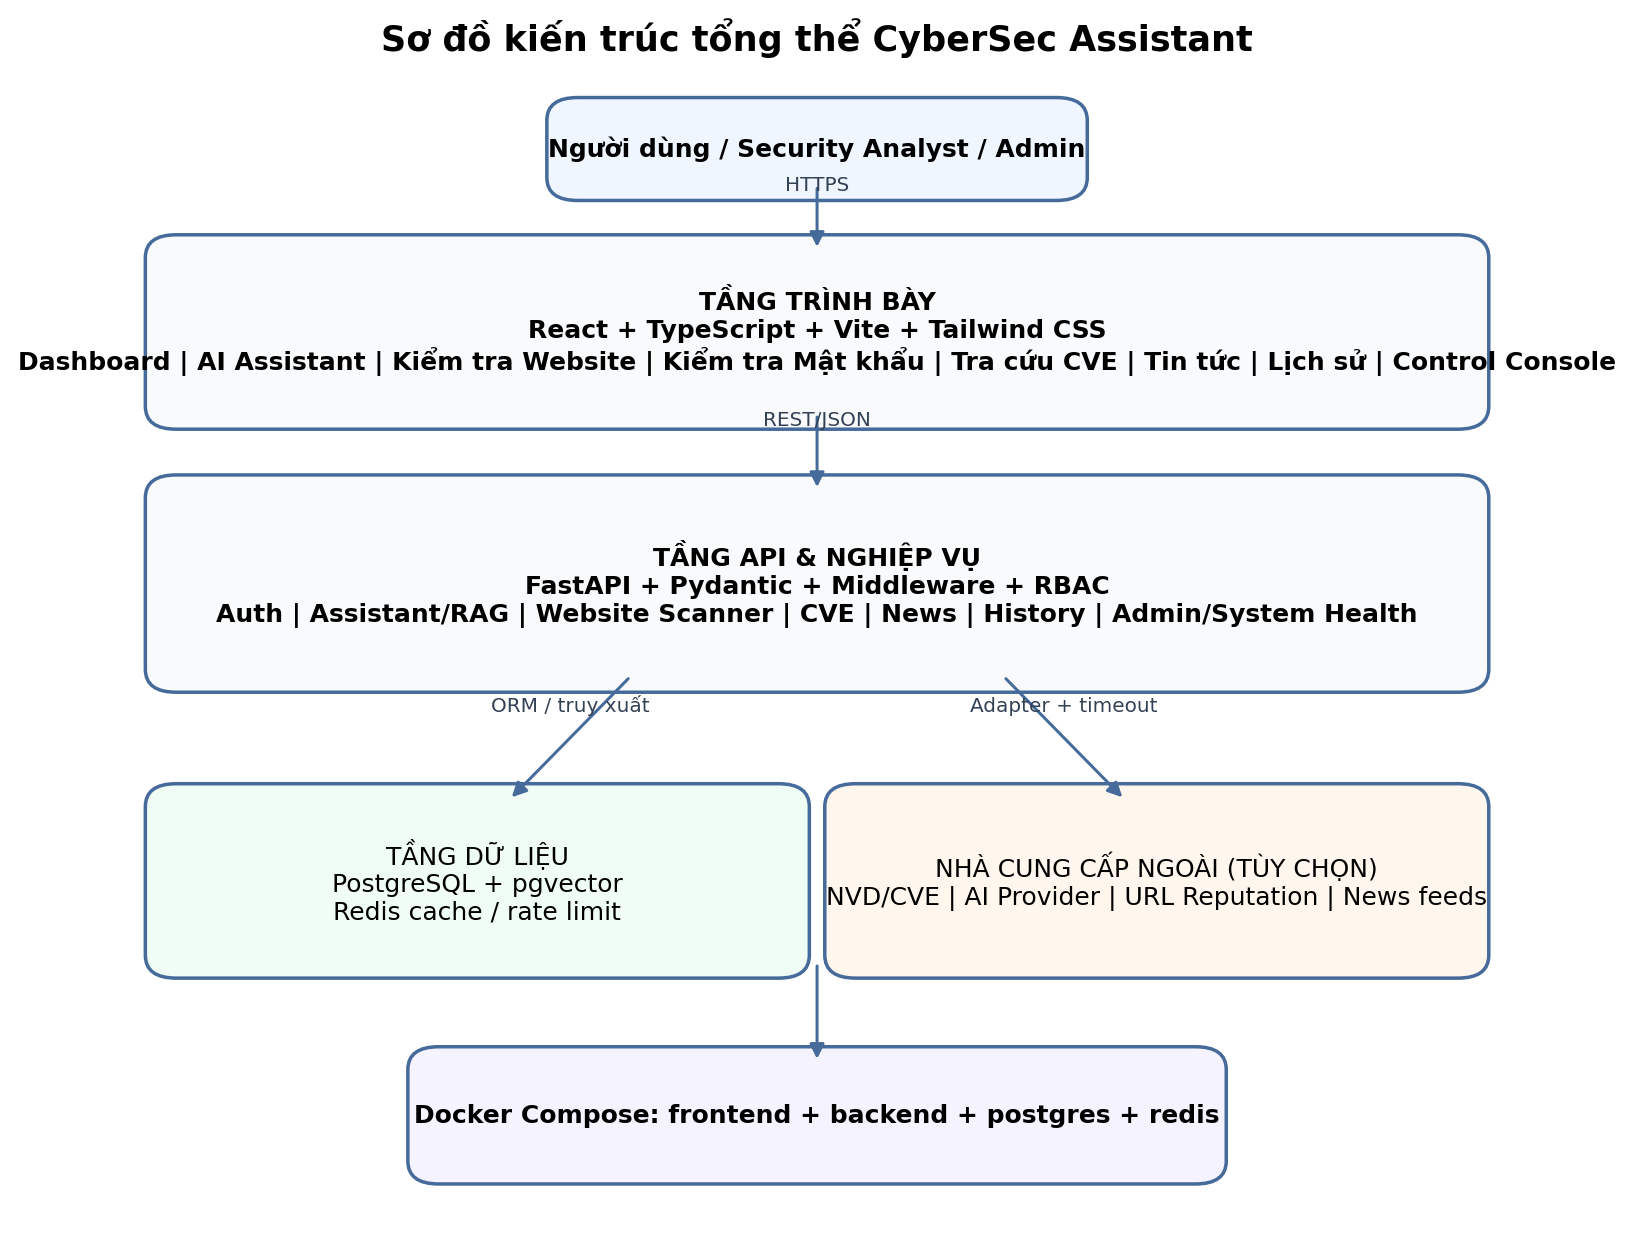 Sơ đồ kiến trúc tổng thể CyberSec Assistant
Người dùng / Security Analyst / Admin
HTTPS
TẦNG TRÌNH BÀY
React + TypeScript + Vite + Tailwind CSS
Dashboard | AI Assistant | Kiểm tra Website | Kiểm tra Mật khẩu | Tra cứu CVE | Tin tức | Lịch sử | Control Console
REST/JSON
TẦNG API & NGHIỆP VỤ
FastAPI + Pydantic + Middleware + RBAC
Auth | Assistant/RAG | Website Scanner | CVE | News | History | Admin/System Health
ORM / truy xuất
Adapter + timeout
TẦNG DỮ LIỆU
PostgreSQL + pgvector
Redis cache / rate limit
NHÀ CUNG CẤP NGOÀI (TÙY CHỌN)
NVD/CVE | AI Provider | URL Reputation | News feeds
Docker Compose: frontend + backend + postgres + redis